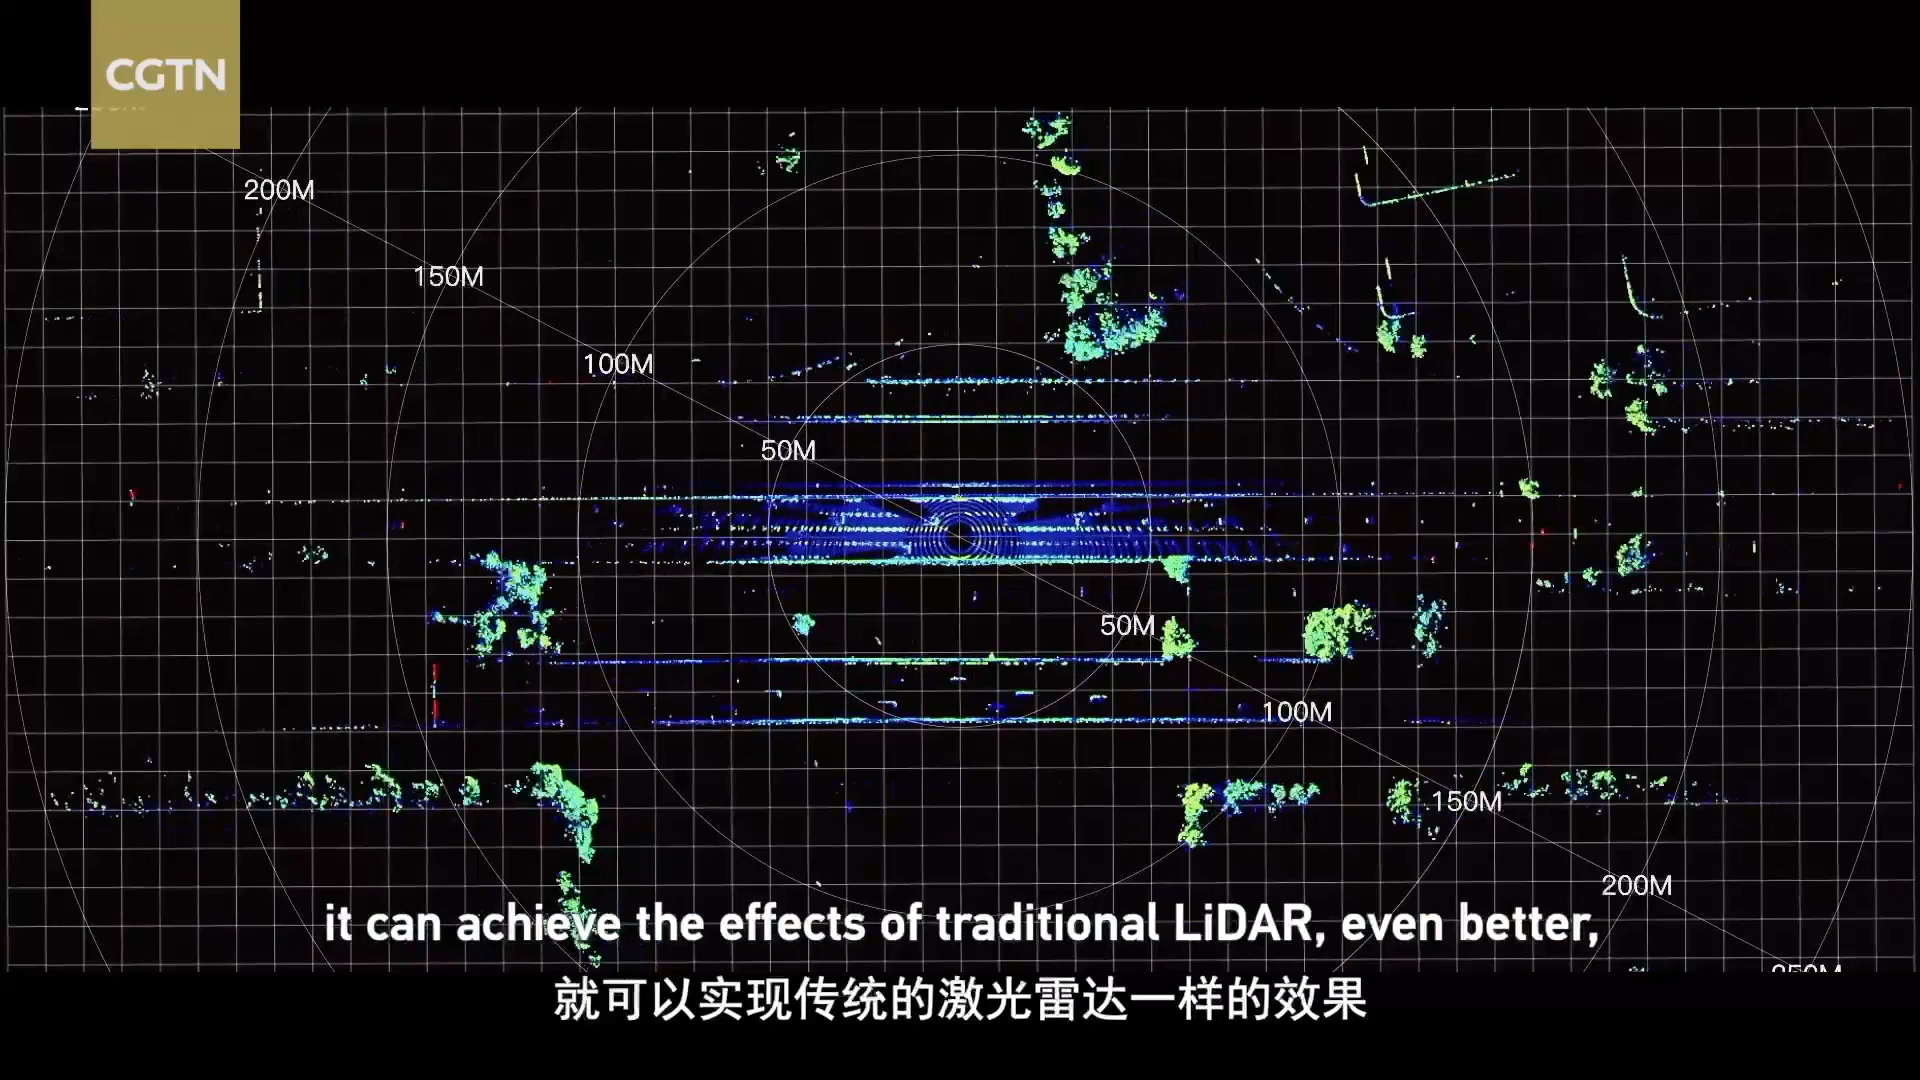 CGTN
200M
150M
100M
50M
50M
100M
150M
200M
it can achieve the effects of traditional LiDAR, even better,
就可以实现传统的激光雷达一样的效果